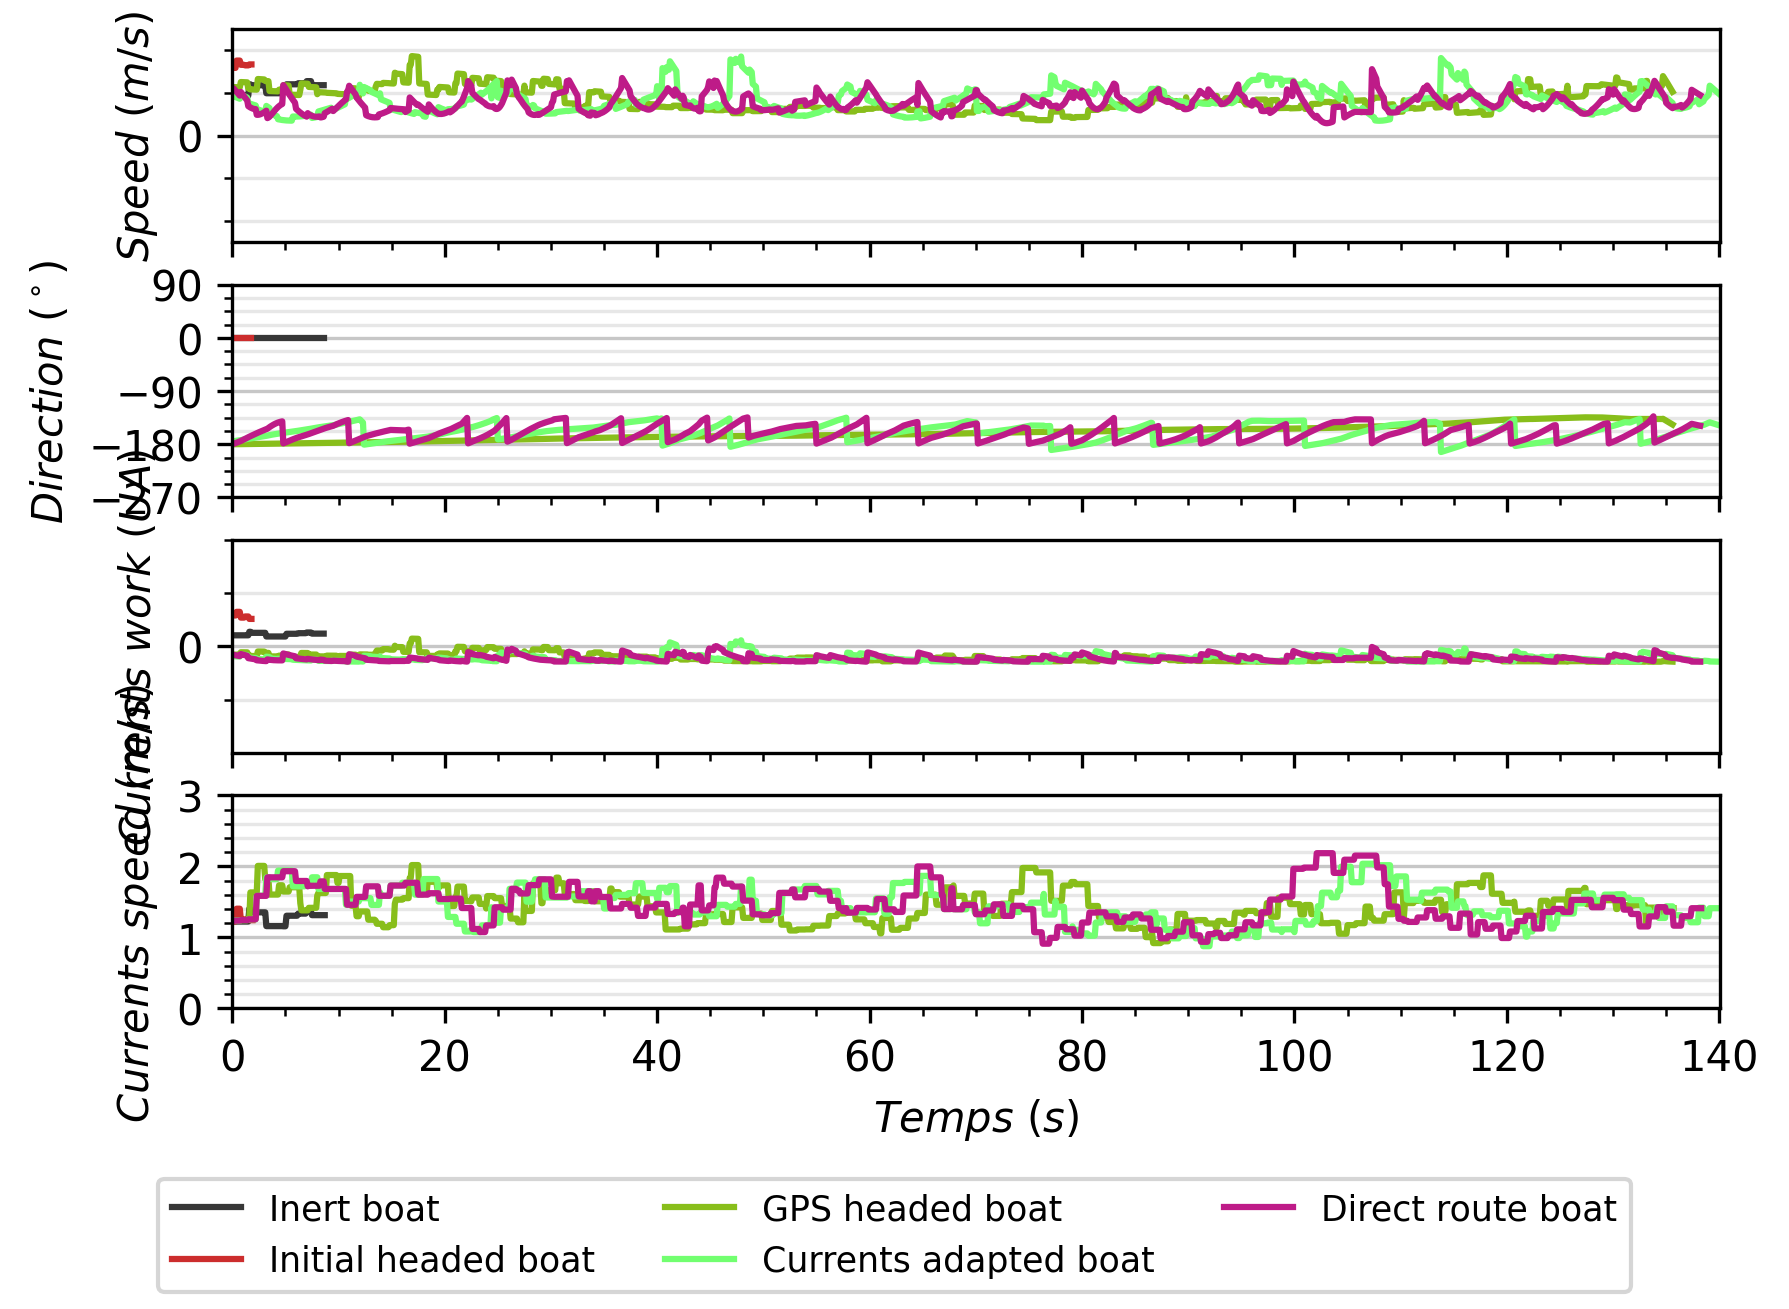 Speed (m/s)
0
Direction (°)
90
0
−90
−180
−270
Currents work (UA)
0
Currents speed (m/s)
3
2
1
0
0 20 40 60 80 100 120 140
Temps (s)
Inert boat GPS headed boat Direct route boat
Initial headed boat Currents adapted boat